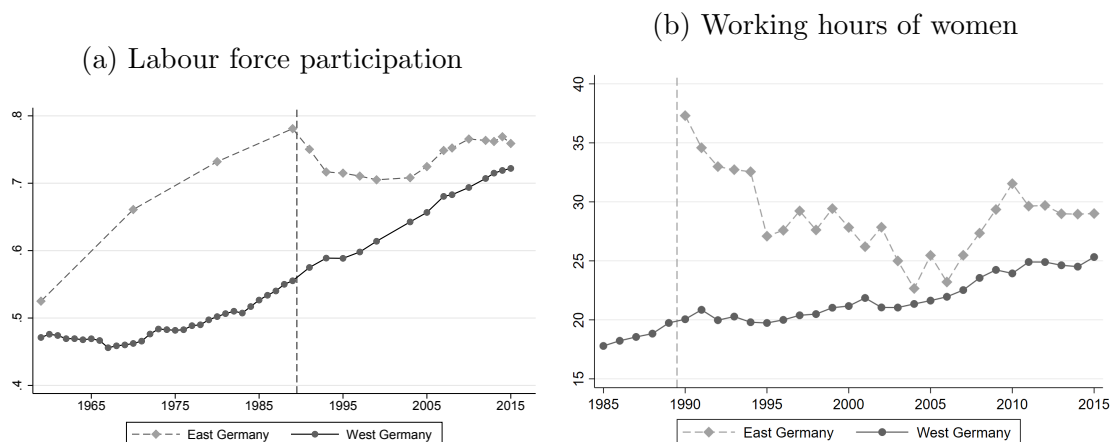 (a) Labour force participation
.8
.7
.6
.5
.4
1965 1975 1985 1995 2005 2015
East Germany West Germany
(b) Working hours of women
40
35
30
25
20
15
1985 1990 1995 2000 2005 2010 2015
East Germany West Germany